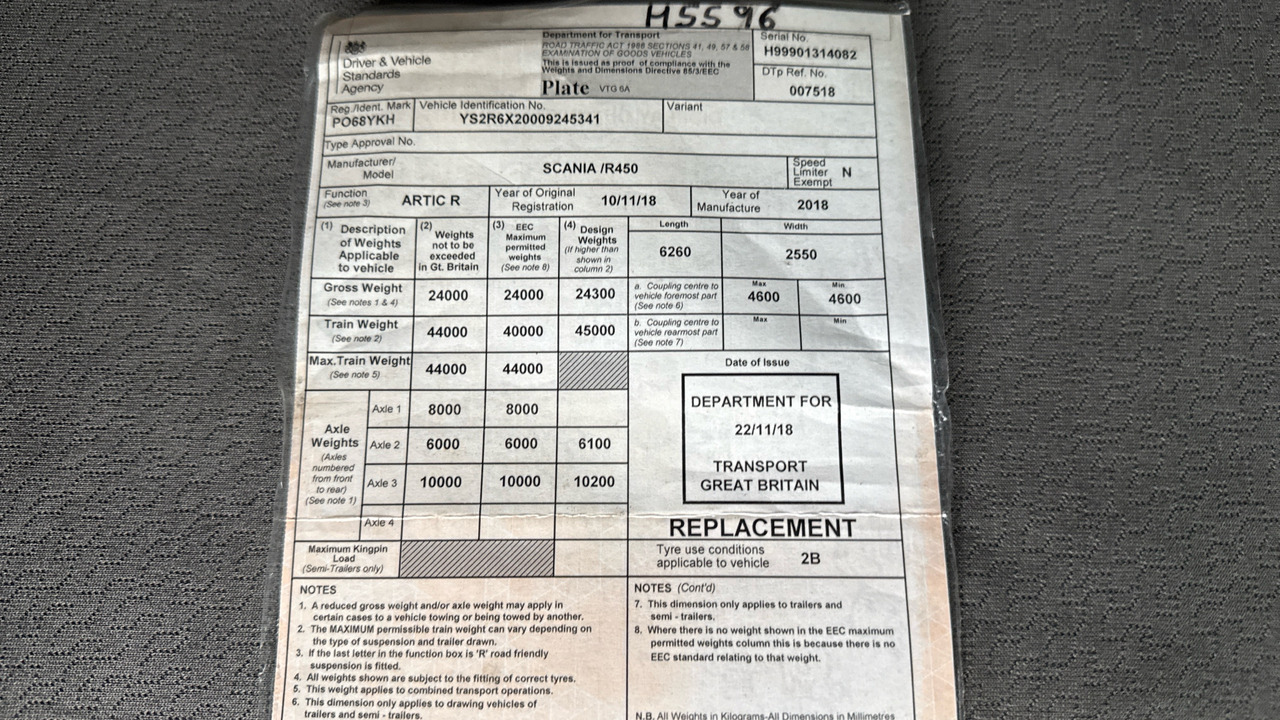 H5596
Driver & Vehicle
Standards
Agency
Department for Transport
ROAD TRAFFIC ACT 1988 SECTIONS 41, 49, 57 & 58
EXAMINATION OF GOODS VEHICLES
This is issued as proof of compliance with the
Weights and Dimensions Directive 85/3/EEC
Plate VTG 6A
Serial No.
H99901314082
DTp Ref. No.
007518
Reg./Ident. Mark
PO68YKH
Vehicle Identification No.
YS2R6X20009245341
Variant
Type Approval No.
Manufacturer/
Model
SCANIA /R450
Speed
Limiter
Exempt
N
Function
(See note 3)
ARTIC R
Year of Original
Registration
10/11/18
Year of
Manufacture
2018
(1) Description
of Weights
Applicable
to vehicle
(2) Weights
not to be
exceeded
in Gt. Britain
(3) EEC
Maximum
permitted
weights
(See note 8)
(4) Design
Weights
(If higher than
shown in
column 2)
Length
6260
Width
2550
Gross Weight
(See notes 1 & 4)
24000 24000 24300
a. Coupling centre to
vehicle foremost part
(See note 6)
Max
4600
Min
4600
Train Weight
(See note 2)
44000 40000 45000
b. Coupling centre to
vehicle rearmost part
(See note 7)
Max
Min
Max.Train Weight
(See note 5)
44000 44000
Date of Issue
DEPARTMENT FOR
22/11/18
TRANSPORT
GREAT BRITAIN
Axle
Weights
(Axles
numbered
from front
to rear)
(See note 1)
Axle 1 8000 8000
Axle 2 6000 6000 6100
Axle 3 10000 10000 10200
Axle 4
REPLACEMENT
Maximum Kingpin
Load
(Semi-Trailers only)
Tyre use conditions
applicable to vehicle
2B
NOTES
1. A reduced gross weight and/or axle weight may apply in
certain cases to a vehicle towing or being towed by another.
2. The MAXIMUM permissible train weight can vary depending on
the type of suspension and trailer drawn.
3. If the last letter in the function box is 'R' road friendly
suspension is fitted.
4. All weights shown are subject to the fitting of correct tyres.
5. This weight applies to combined transport operations.
6. This dimension only applies to drawing vehicles of
trailers and semi - trailers.
NOTES (Cont'd)
7. This dimension only applies to trailers and
semi - trailers.
8. Where there is no weight shown in the EEC maximum
permitted weights column this is because there is no
EEC standard relating to that weight.
N.B. All Weights in Kilograms-All Dimensions in Millimetres